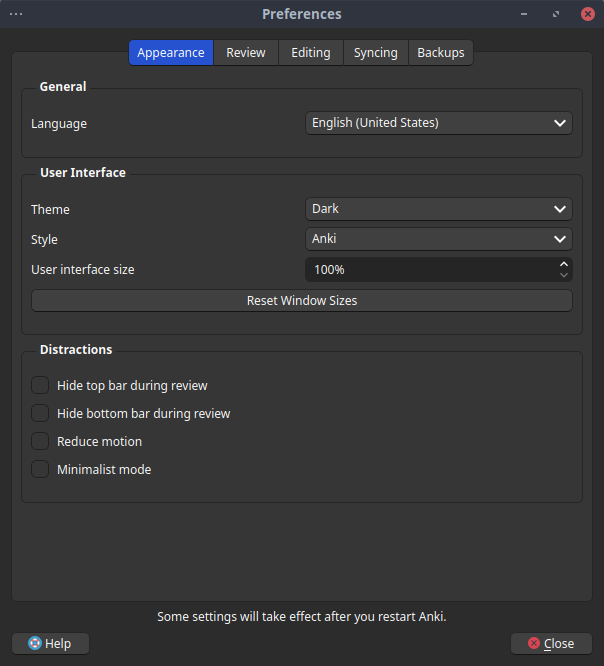 Preferences
Appearance Review Editing Syncing Backups
General
Language English (United States)
User Interface
Theme Dark
Style Anki
User interface size 100%
Reset Window Sizes
Distractions
Hide top bar during review
Hide bottom bar during review
Reduce motion
Minimalist mode
Some settings will take effect after you restart Anki.
Help Close